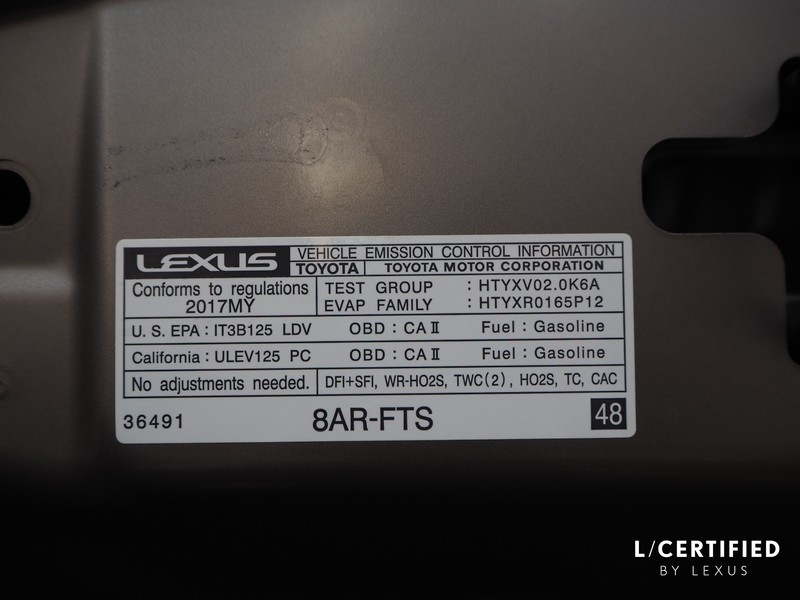 LEXUS VEHICLE EMISSION CONTROL INFORMATION
TOYOTA TOYOTA MOTOR CORPORATION
Conforms to regulations
2017MY
TEST GROUP : HTYXV02.0K6A
EVAP FAMILY : HTYXR0165P12
U. S. EPA : IT3B125 LDV OBD : CA II Fuel : Gasoline
California : ULEV125 PC OBD : CA II Fuel : Gasoline
No adjustments needed. DFI+SFI, WR-HO2S, TWC(2), HO2S, TC, CAC
36491 8AR-FTS 48
L/CERTIFIED
BY LEXUS